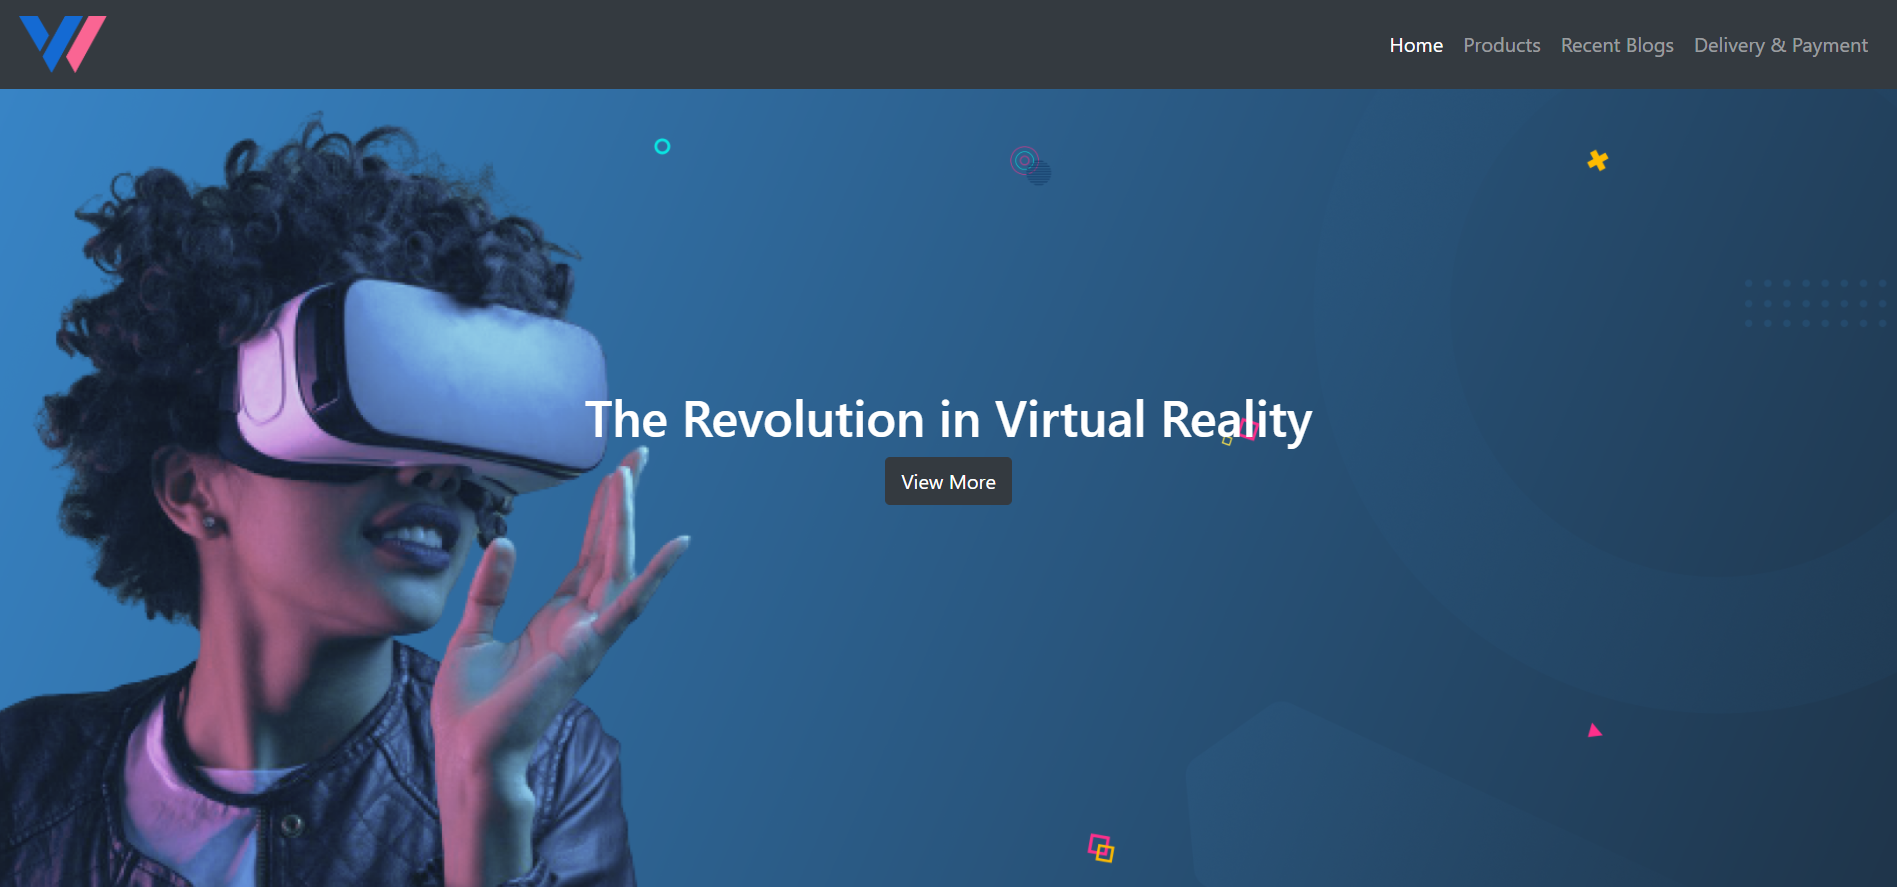 Home Products Recent Blogs Delivery & Payment
The Revolution in Virtual Reality
View More